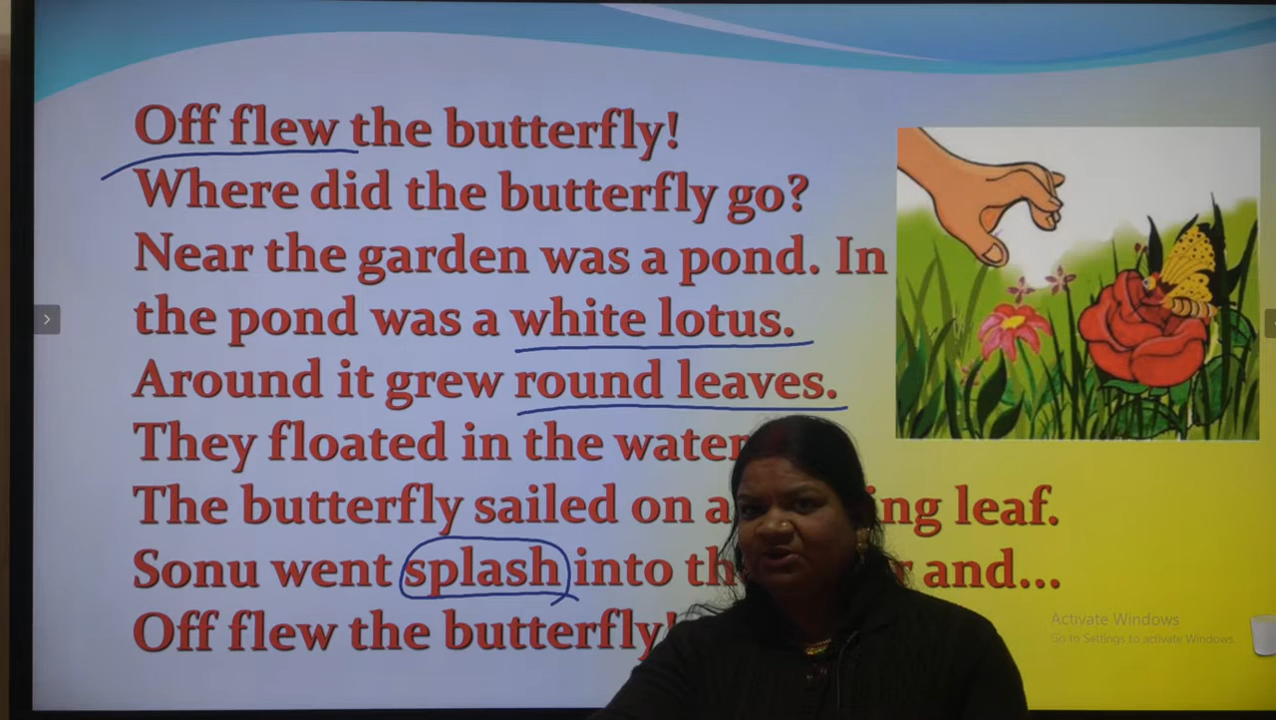 Off flew the butterfly!
Where did the butterfly go?
Near the garden was a pond. In
the pond was a white lotus.
Around it grew round leaves.
They floated in the water
The butterfly sailed on a leaf.
Sonu went splash into and...
Off flew the butterfly!
Activate Windows
Go to Settings to activate Windows.